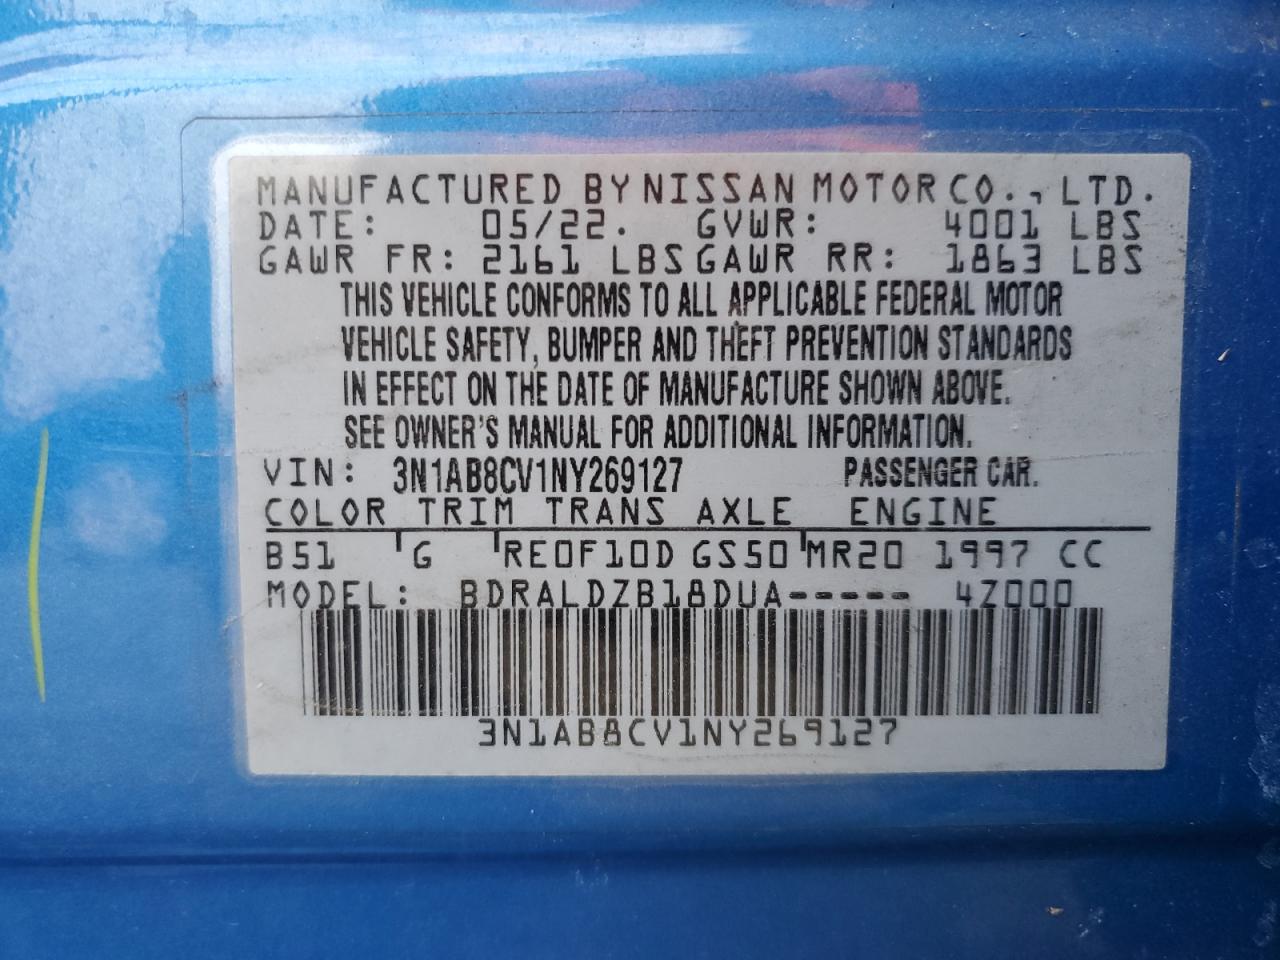 MANUFACTURED BY NISSAN MOTOR CO., LTD.
DATE: 05/22. GVWR: 4001 LBS
GAWR FR: 2161 LBS GAWR RR: 1863 LBS
THIS VEHICLE CONFORMS TO ALL APPLICABLE FEDERAL MOTOR
VEHICLE SAFETY, BUMPER AND THEFT PREVENTION STANDARDS
IN EFFECT ON THE DATE OF MANUFACTURE SHOWN ABOVE.
SEE OWNER'S MANUAL FOR ADDITIONAL INFORMATION.
VIN: 3N1AB8CV1NY269127 PASSENGER CAR.
COLOR TRIM TRANS AXLE ENGINE
B51 G RE0F10D GS50 MR20 1997 CC
MODEL: BDRALDZB18DUA----- 4Z000
3N1AB8CV1NY269127